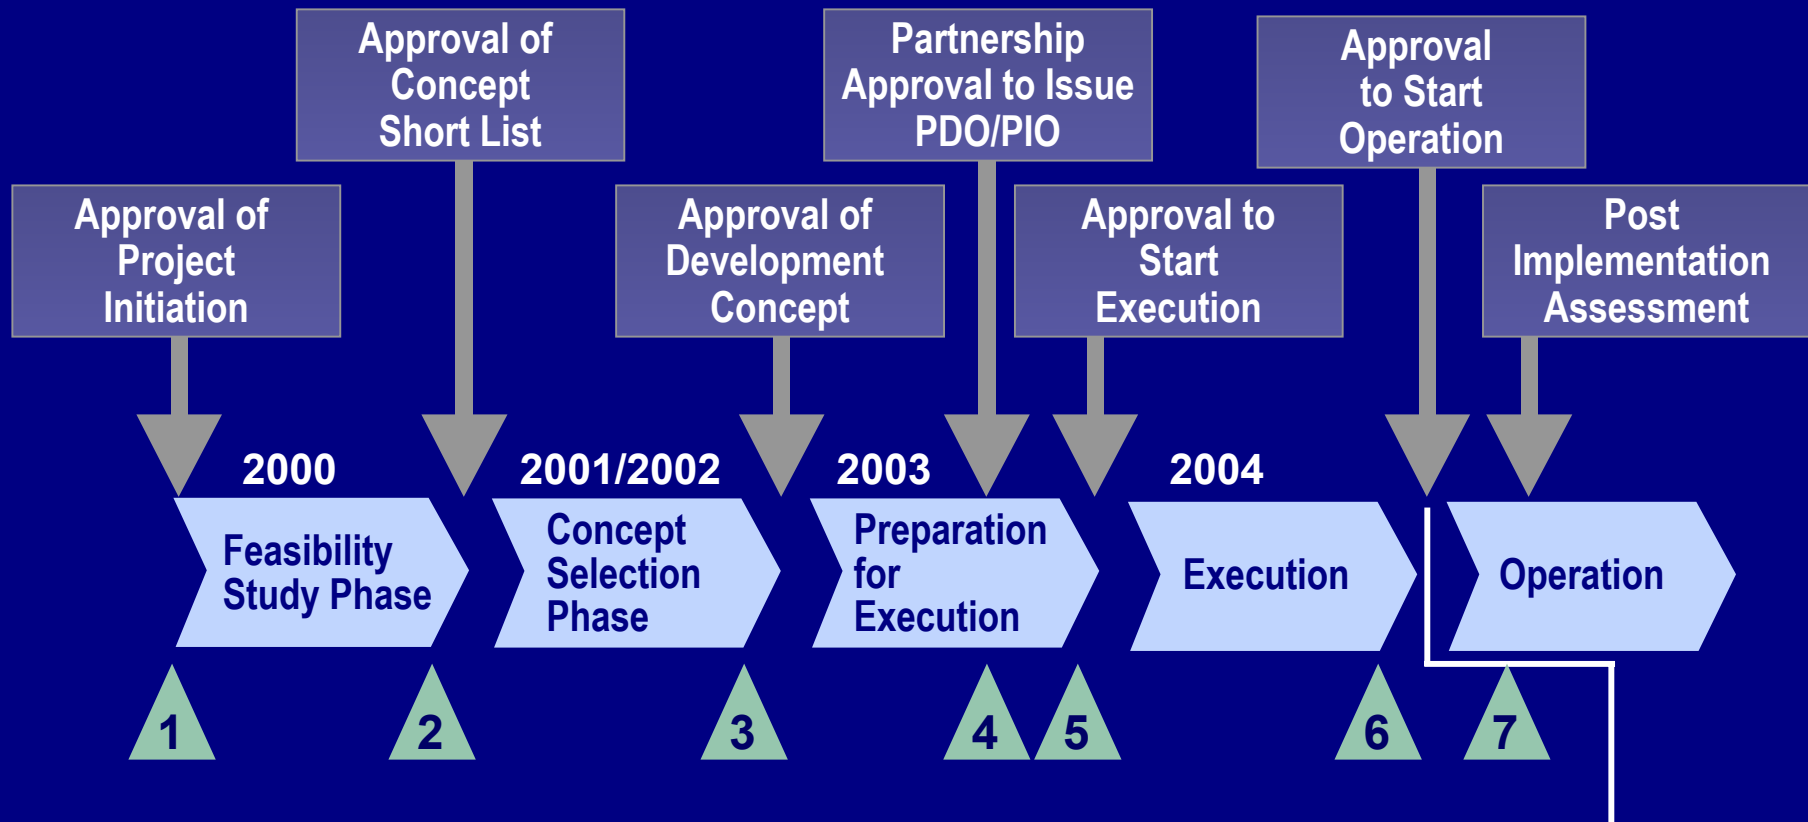 Approval of
Concept
Short List
Partnership
Approval to Issue
PDO/PIO
Approval
to Start
Operation
Approval of
Project
Initiation
Approval of
Development
Concept
Approval to
Start
Execution
Post
Implementation
Assessment
2000
2001/2002
2003
2004
Feasibility
Study Phase
Concept
Selection
Phase
Preparation
for
Execution
Execution
Operation
1
2
3
4
5
6
7